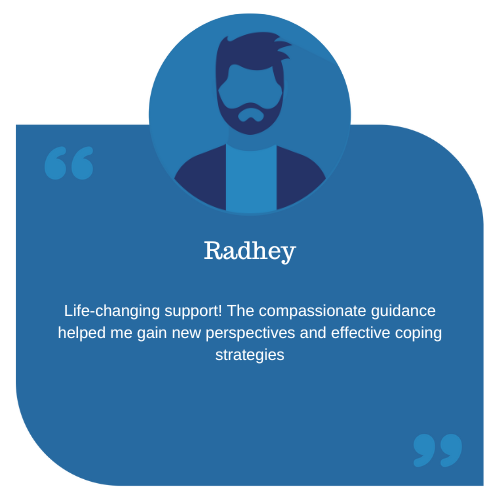 “
Radhey
Life-changing support! The compassionate guidance
helped me gain new perspectives and effective coping
strategies
”